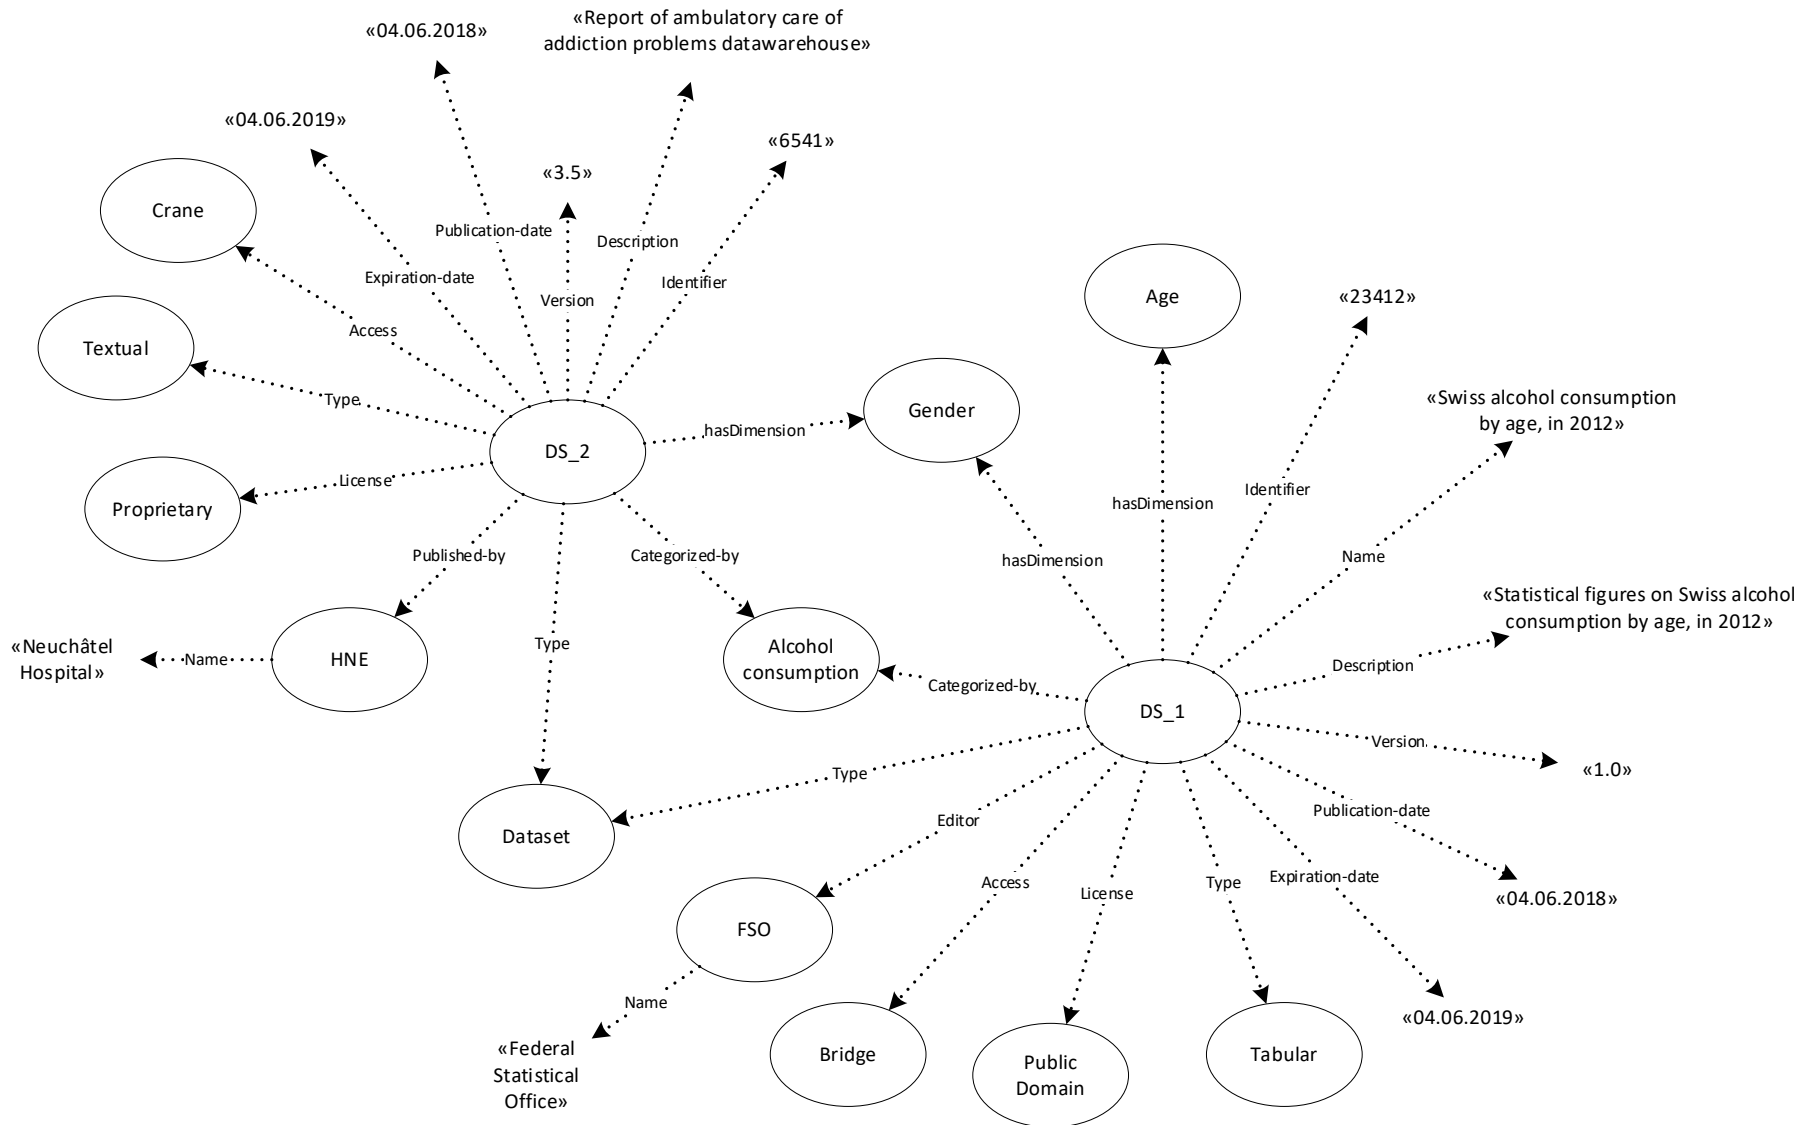 «04.06.2018»
«Report of ambulatory care of
addiction problems datawarehouse»
«04.06.2019»
«6541»
«3.5»
Crane
Publication-date
Description
Expiration-date
Identifier
Version
Access
Textual
Type
Age
«23412»
Gender
hasDimension
DS_2
«Swiss alcohol consumption
by age, in 2012»
License
Proprietary
Identifier
hasDimension
Published-by
Categorized-by
hasDimension
Name
«Statistical figures on Swiss alcohol
consumption by age, in 2012»
Type
«Neuchâtel
Hospital»
Name
HNE
Alcohol
consumption
Description
Categorized-by
DS_1
Version
«1.0»
Type
Publication-date
Editor
Dataset
Access
License
Type
Expiration-date
«04.06.2018»
FSO
Name
«04.06.2019»
«Federal
Statistical
Office»
Bridge
Public
Domain
Tabular